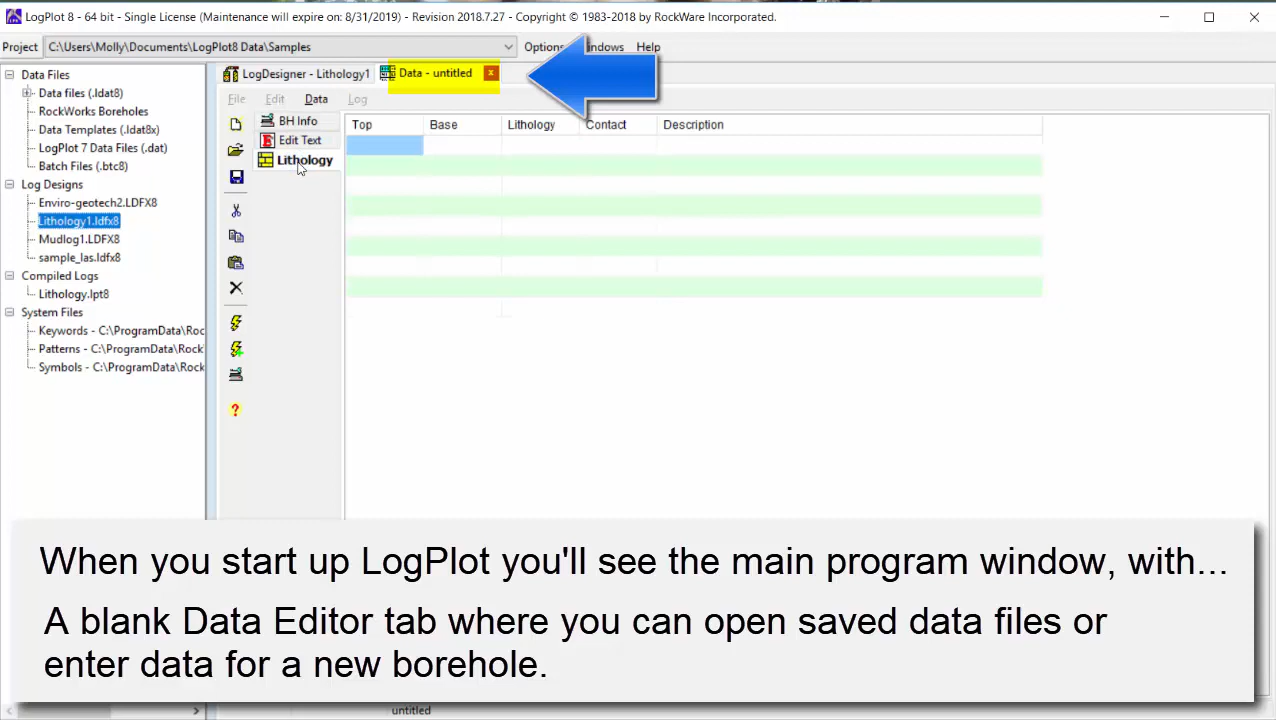 LogPlot 8 - 64 bit - Single License (Maintenance will expire on: 8/31/2019) - Revision 2018.7.27 - Copyright © 1983-2018 by RockWare Incorporated.
Project C:\Users\Molly\Documents\LogPlot8 Data\Samples Options Windows Help
Data Files
Data files (.ldat8)
RockWorks Boreholes
Data Templates (.ldat8x)
LogPlot 7 Data Files (.dat)
Batch Files (.btc8)
Log Designs
Enviro-geotech2.LDFX8
Lithology1.ldfx8
Mudlog1.LDFX8
sample_las.ldfx8
Compiled Logs
Lithology.lpt8
System Files
Keywords - C:\ProgramData\Roc
Patterns - C:\ProgramData\Rock
Symbols - C:\ProgramData\Rock
LogDesigner - Lithology1 Data - untitled x
File Edit Data Log
BH Info
Edit Text
Lithology
Top Base Lithology Contact Description
When you start up LogPlot you'll see the main program window, with...
A blank Data Editor tab where you can open saved data files or
enter data for a new borehole.
untitled